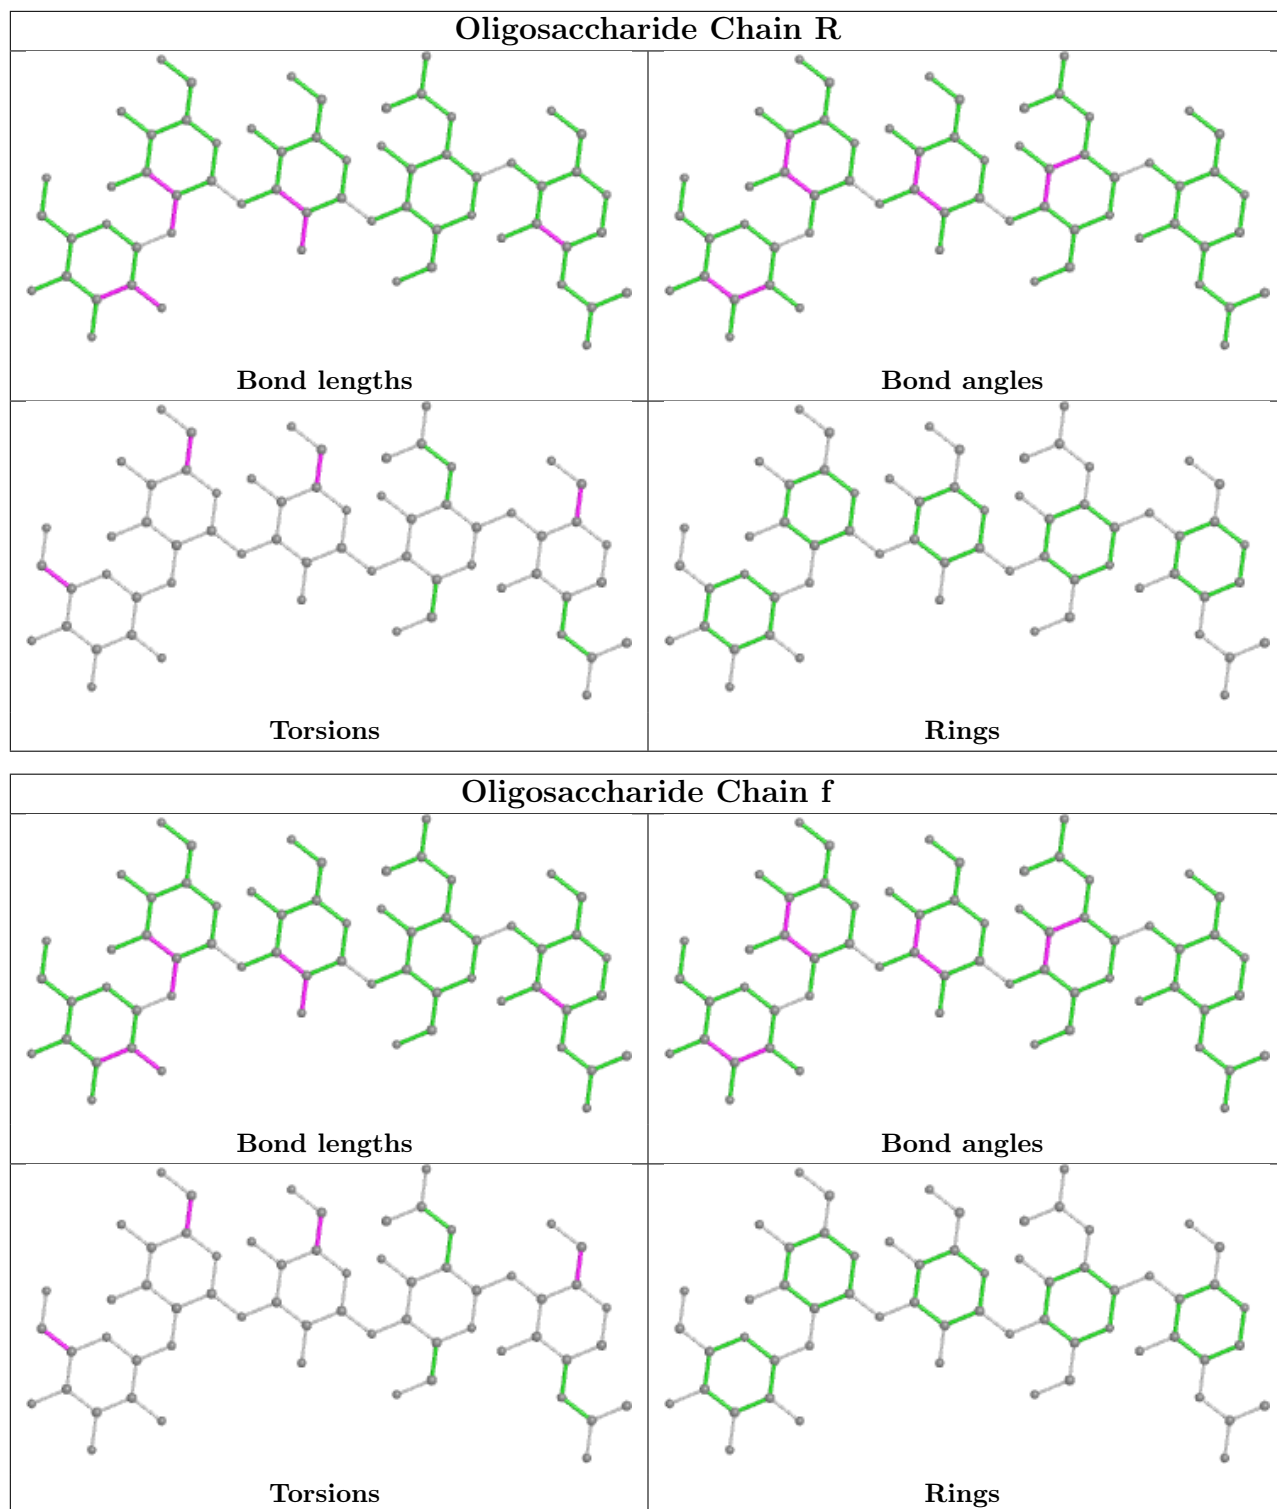 Oligosaccharide Chain R
Bond lengths
Bond angles
Torsions
Rings
Oligosaccharide Chain f
Bond lengths
Bond angles
Torsions
Rings